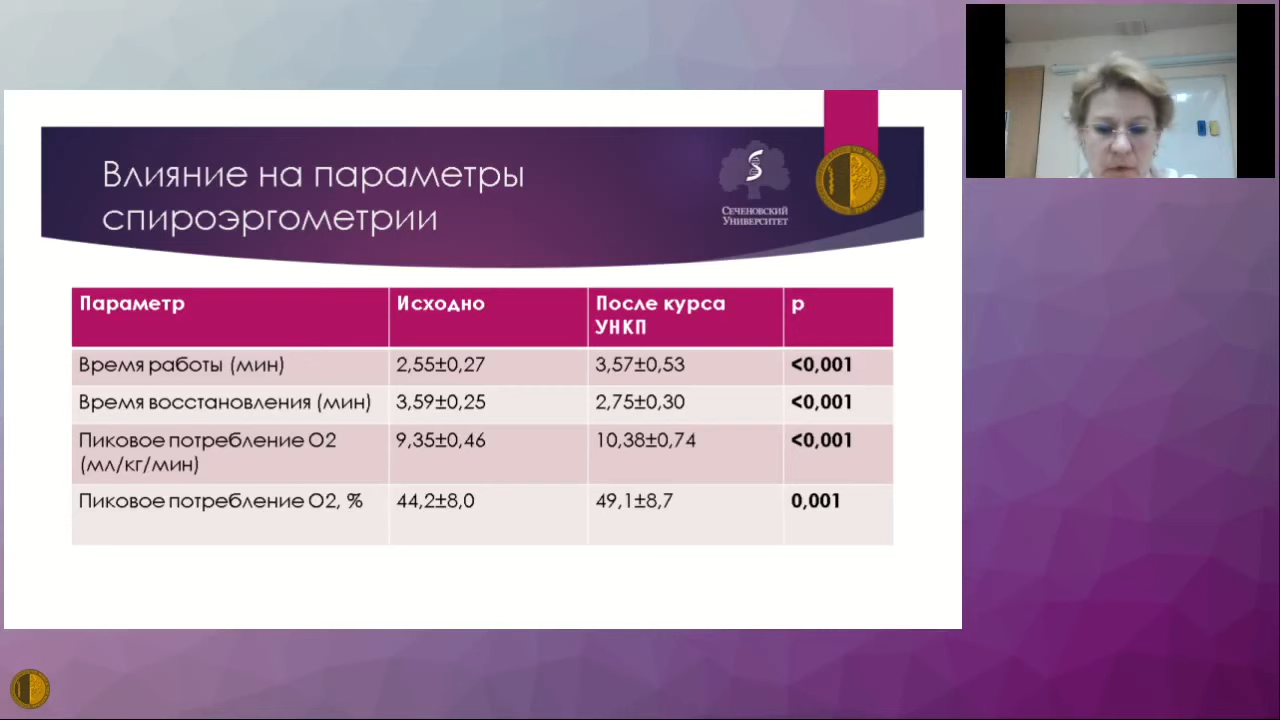 Влияние на параметры
спироэргометрии
Сеченовский
Университет
Параметр
Исходно
После курса
УНКП
p
Время работы (мин)
2,55±0,27
3,57±0,53
<0,001
Время восстановления (мин)
3,59±0,25
2,75±0,30
<0,001
Пиковое потребление О2
(мл/кг/мин)
9,35±0,46
10,38±0,74
<0,001
Пиковое потребление О2, %
44,2±8,0
49,1±8,7
0,001